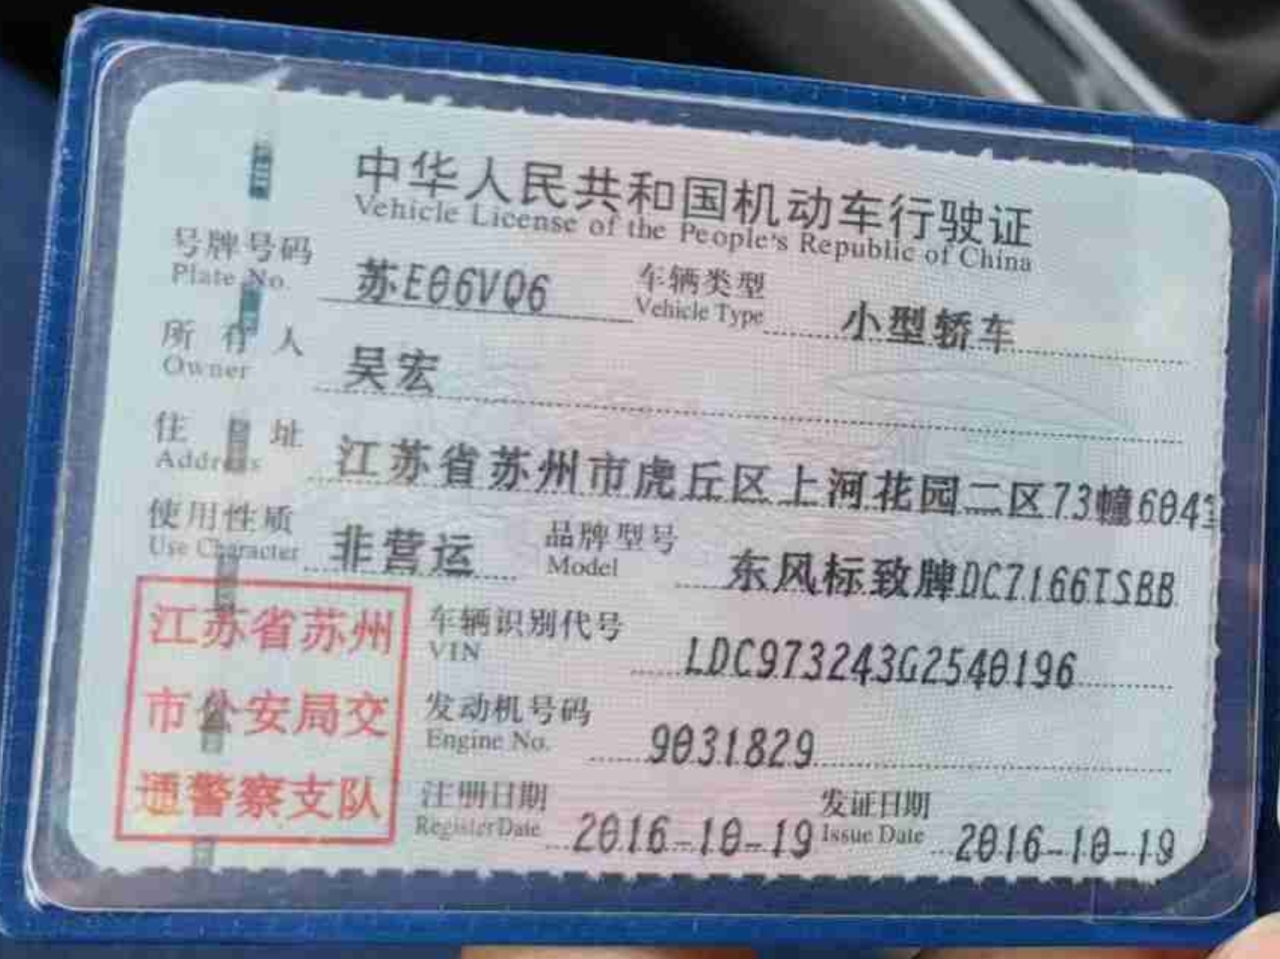 中华人民共和国机动车行驶证
Vehicle License of the People's Republic of China
号牌号码 苏E06VQ6 车辆类型 小型轿车
Plate No. Vehicle Type
所有人 吴宏
Owner
住址 江苏省苏州市虎丘区上河花园二区73幢604室
Address
使用性质 非营运 品牌型号 东风标致牌DC7166ISBB
Use Character Model
江苏省苏州
市公安局交
通警察支队
车辆识别代号 LDC973243G2540196
VIN
发动机号码 9031829
Engine No.
注册日期 2016-10-19 发证日期 2016-10-19
Register Date Issue Date